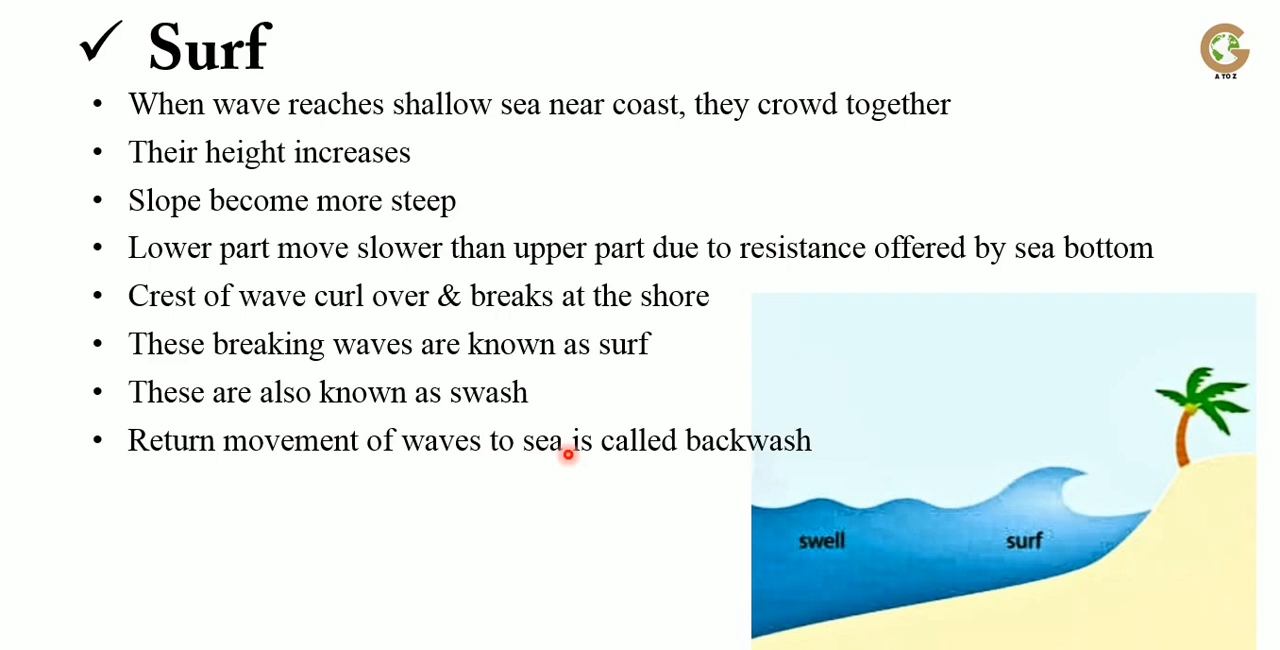 ✓ Surf
A TO Z
• When wave reaches shallow sea near coast, they crowd together
• Their height increases
• Slope become more steep
• Lower part move slower than upper part due to resistance offered by sea bottom
• Crest of wave curl over & breaks at the shore
• These breaking waves are known as surf
• These are also known as swash
• Return movement of waves to sea is called backwash
swell
surf